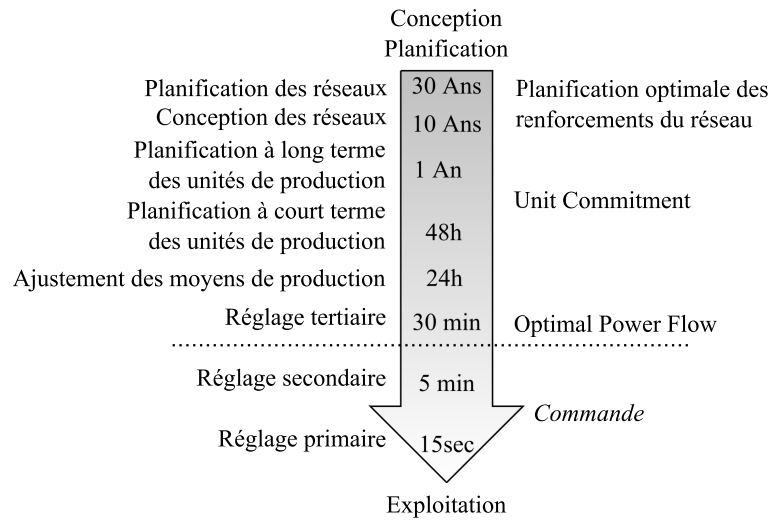 Conception
Planification
Planification des réseaux
30 Ans
Planification optimale des
renforcements du réseau
Conception des réseaux
10 Ans
Planification à long terme
des unités de production
1 An
Unit Commitment
Planification à court terme
des unités de production
48h
Ajustement des moyens de production
24h
Réglage tertiaire
30 min
Optimal Power Flow
Réglage secondaire
5 min
Commande
Réglage primaire
15sec
Exploitation